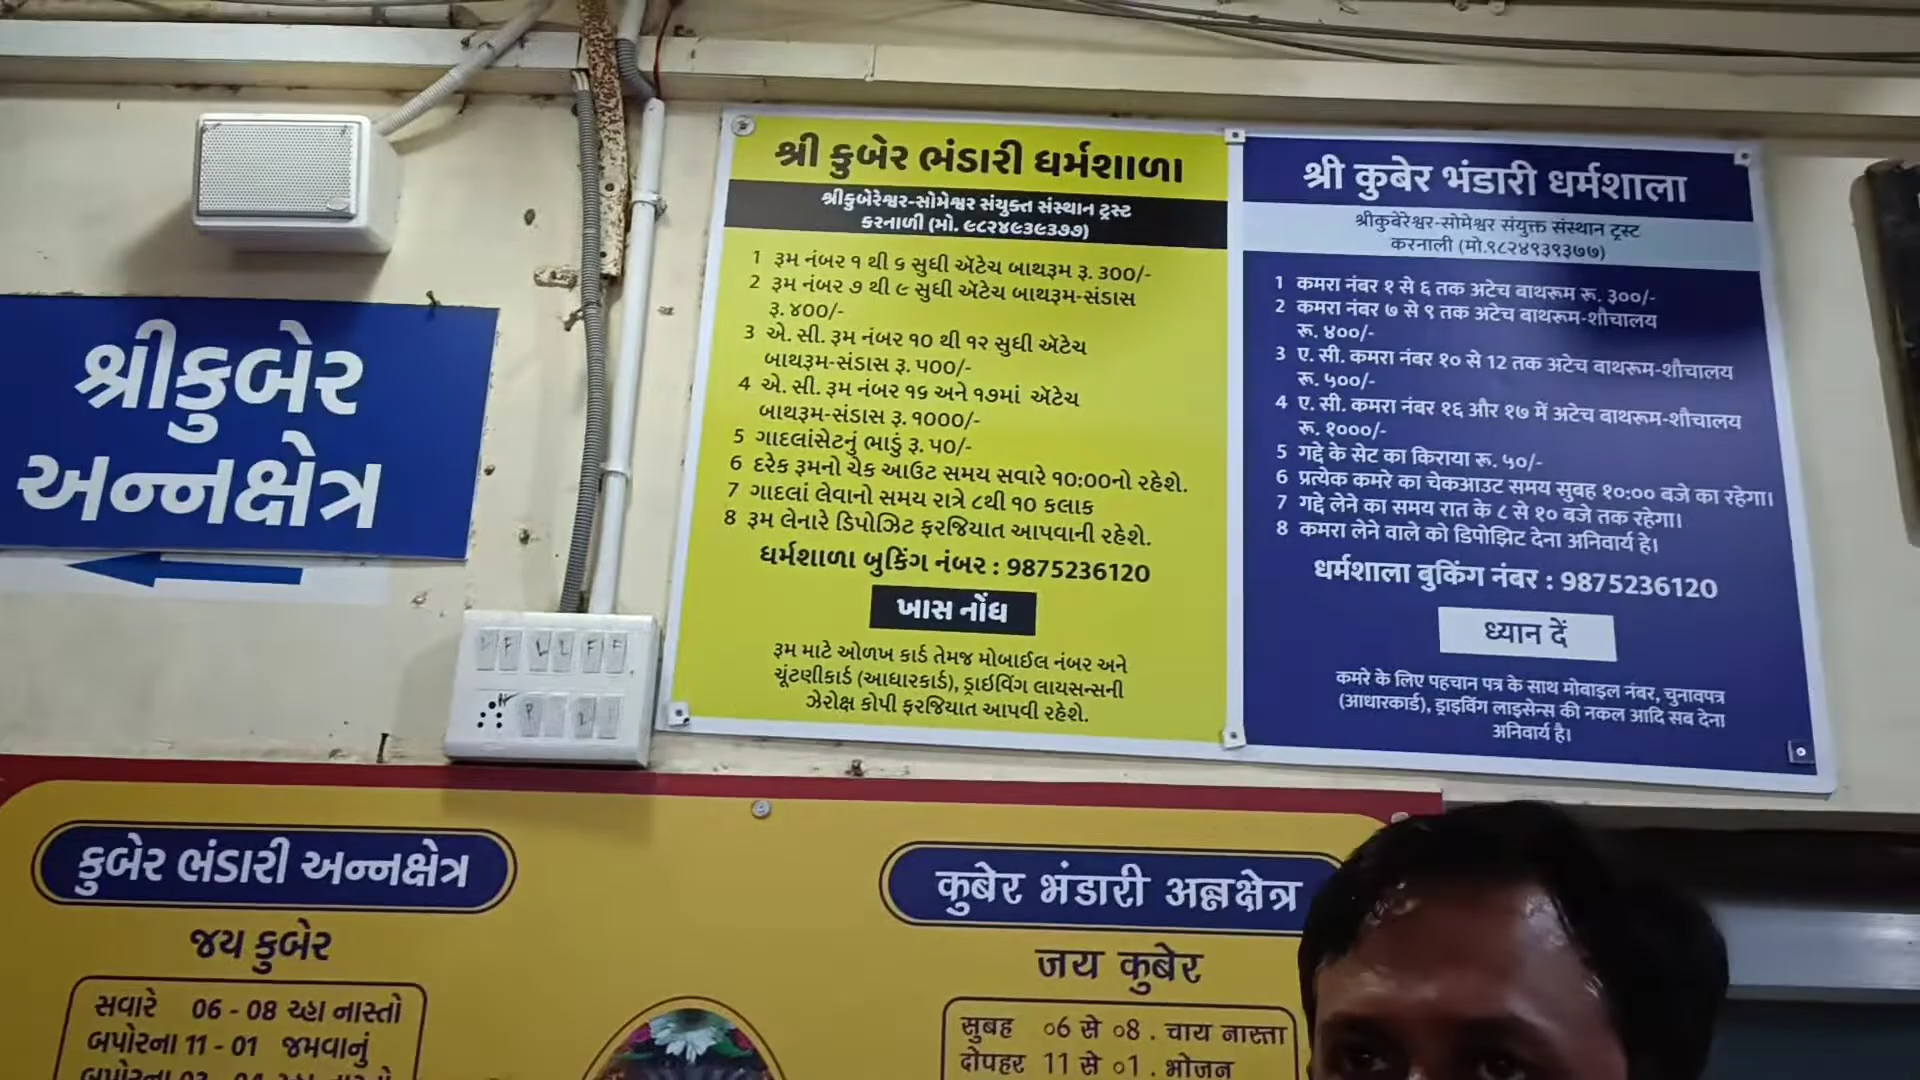 શ્રીકુબેર
અન્નક્ષેત્ર
શ્રી કુબેર ભંડારી ધર્મશાળા
શ્રીકુબેરેશ્વર-સોમેશ્વર સંયુક્ત સંસ્થાન ટ્રસ્ટ
કરનાળી (મો. ૯૮૨૪૯૩૯૩૭૭)
1 રૂમ નંબર ૧ થી ૬ સુધી ઍટેચ બાથરૂમ રૂ. 300/-
2 રૂમ નંબર ૭ થી ૯ સુધી ઍટેચ બાથરૂમ-સંડાસ
રૂ. ૪૦૦/-
3 એ. સી. રૂમ નંબર ૧૦ થી ૧૨ સુધી ઍટેચ
બાથરૂમ-સંડાસ રૂ. ૫૦૦/-
4 એ. સી. રૂમ નંબર ૧૬ અને ૧૭માં ઍટેચ
બાથરૂમ-સંડાસ રૂ. ૧૦૦૦/-
5 ગાદલાંસેટનું ભાડું રૂ. ૫૦/-
6 દરેક રૂમનો ચેક આઉટ સમય સવારે ૧૦:૦૦નો રહેશે.
7 ગાદલાં લેવાનો સમય રાત્રે ૮થી ૧૦ કલાક
8 રૂમ લેનારે ડિપોઝિટ ફરજિયાત આપવાની રહેશે.
ધર્મશાળા બુકિંગ નંબર : 9875236120
ખાસ નોંધ
રૂમ માટે ઓળખ કાર્ડ તેમજ મોબાઈલ નંબર અને
ચૂંટણીકાર્ડ (આધારકાર્ડ), ડ્રાઇવિંગ લાયસન્સની
ઝેરોક્ષ કોપી ફરજિયાત આપવી રહેશે.
श्री कुबेर भंडारी धर्मशाला
श्रीकुबेरेश्वर-सोमेश्वर संयुक्त संस्थान ट्रस्ट
करनाली (मो.९८२४९३९३७७)
1 कमरा नंबर १ से ६ तक अटेच बाथरूम रू. ३००/-
2 कमरा नंबर ७ से ९ तक अटेच बाथरूम-शौचालय
रू. ४००/-
3 ए. सी. कमरा नंबर १० से 12 तक अटेच बाथरूम-शौचालय
रू. ५००/-
4 ए. सी. कमरा नंबर १६ और १७ में अटेच बाथरूम-शौचालय
रू. १०००/-
5 गद्दे के सेट का किराया रू. ५०/-
6 प्रत्येक कमरे का चेकआउट समय सुबह १०:०० बजे का रहेगा।
7 गद्दे लेने का समय रात के ८ से १० बजे तक रहेगा।
8 कमरा लेने वाले को डिपोझिट देना अनिवार्य हे।
धर्मशाला बुकिंग नंबर : 9875236120
ध्यान दें
कमरे के लिए पहचान पत्र के साथ मोबाइल नंबर, चुनावपत्र
(आधारकार्ड), ड्राइविंग लाइसेन्स की नकल आदि सब देना
अनिवार्य है।
કુબેર ભંડારી અન્નક્ષેત્ર
જય કુબેર
સવારે 06 - 08 ચ્હા નાસ્તો
બપોરના 11 - 01 જમવાનું
कुबेर भंडारी अन्नक्षेत्र
जय कुबेर
सुबह ०6 से ०8 . चाय नास्ता
दोपहर 11 से ०1 . भोजन